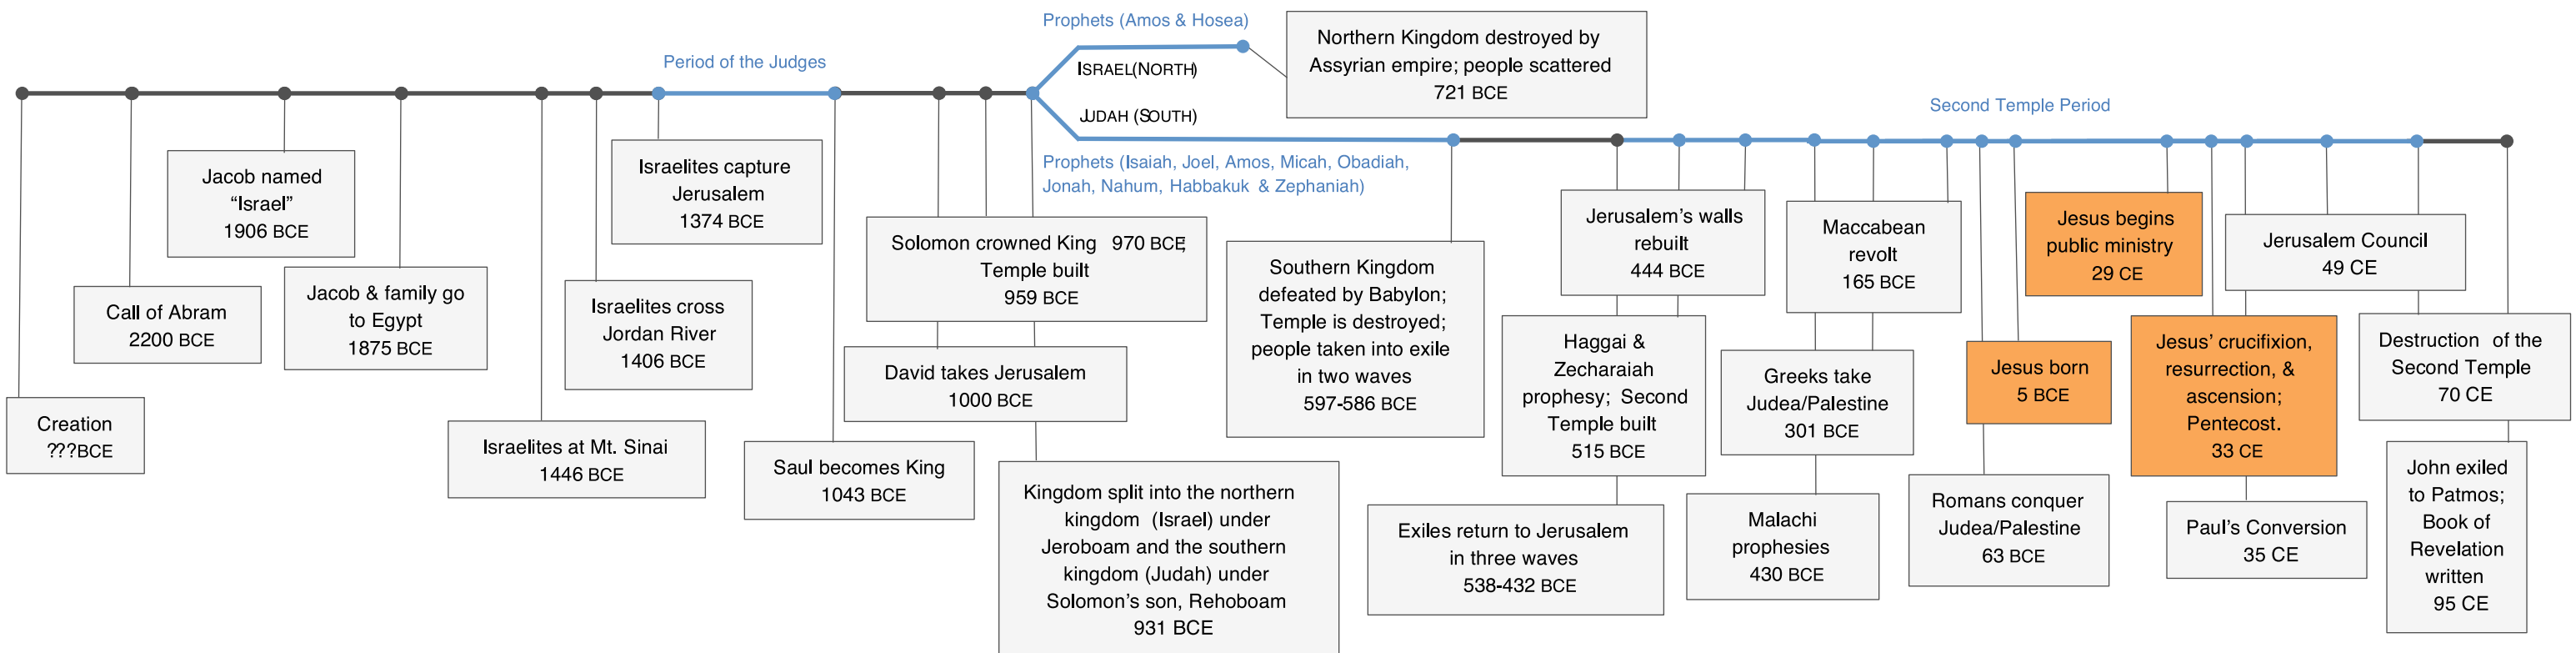 Prophets (Amos & Hosea)
Northern Kingdom destroyed by
Assyrian empire; people scattered
721 BCE
Period of the Judges
ISRAEL(NORTH)
JUDAH (SOUTH)
Second Temple Period
Prophets (Isaiah, Joel, Amos, Micah, Obadiah,
Jonah, Nahum, Habbakuk & Zephaniah)
Creation
???BCE
Call of Abram
2200 BCE
Jacob named
“Israel”
1906 BCE
Jacob & family go
to Egypt
1875 BCE
Israelites at Mt. Sinai
1446 BCE
Israelites cross
Jordan River
1406 BCE
Israelites capture
Jerusalem
1374 BCE
Saul becomes King
1043 BCE
Solomon crowned King 970 BCE;
Temple built
959 BCE
David takes Jerusalem
1000 BCE
Kingdom split into the northern
kingdom (Israel) under
Jeroboam and the southern
kingdom (Judah) under
Solomon’s son, Rehoboam
931 BCE
Southern Kingdom
defeated by Babylon;
Temple is destroyed;
people taken into exile
in two waves
597-586 BCE
Jerusalem’s walls
rebuilt
444 BCE
Haggai &
Zecharaiah
prophesy; Second
Temple built
515 BCE
Exiles return to Jerusalem
in three waves
538-432 BCE
Maccabean
revolt
165 BCE
Greeks take
Judea/Palestine
301 BCE
Malachi
prophesies
430 BCE
Jesus born
5 BCE
Romans conquer
Judea/Palestine
63 BCE
Jesus begins
public ministry
29 CE
Jesus’ crucifixion,
resurrection, &
ascension;
Pentecost.
33 CE
Paul’s Conversion
35 CE
Jerusalem Council
49 CE
Destruction of the
Second Temple
70 CE
John exiled
to Patmos;
Book of
Revelation
written
95 CE